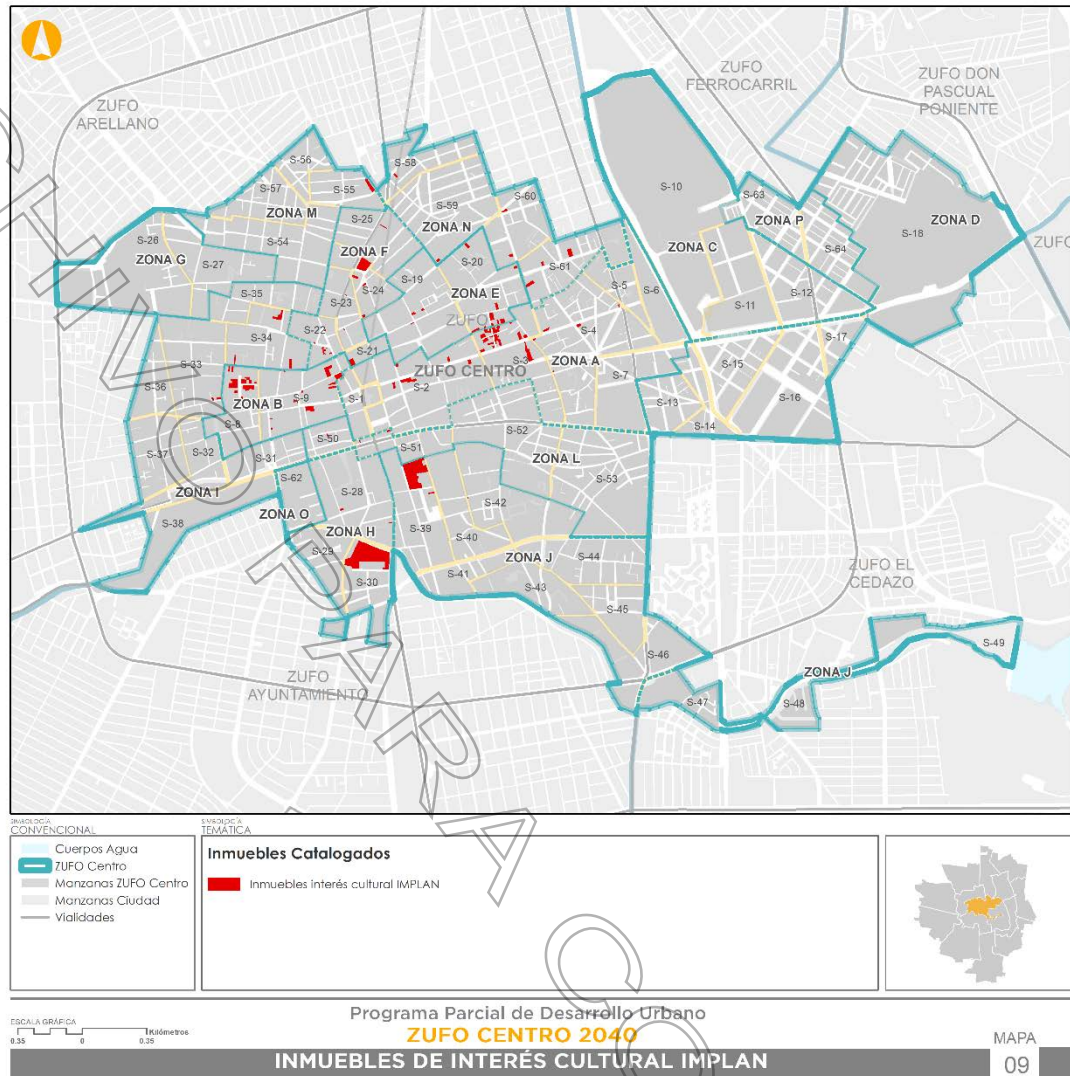 ZUFO
FERROCARRIL
ZUFO DON
PASCUAL
PONIENTE
ZUFO
ARELLANO
S-56
S-58
S-57
S-55
S-10
S-63
S-60
S-59
ZONA M
S-25
ZONA N
ZONA P
ZONA D
S-18
S-26
S-54
ZONA F
ZONA C
S-64
ZUFO
ZONA G
S-27
S-20
S-61
S-24
S-19
S-5
S-6
S-12
S-35
S-23
ZONA E
S-11
ZUFO
S-22
S-34
S-4
S-17
S-21
S-3
ZONA A
S-33
ZUFO CENTRO
S-7
S-15
S-36
S-2
S-9
S-1
ZONA B
S-13
S-16
S-8
S-14
S-50
S-52
S-51
S-37
S-32
S-31
ZONA L
S-62
S-53
ZONA I
S-28
S-42
ZONA O
S-38
S-39
ZONA H
S-40
S-29
ZONA J
S-44
S-30
S-41
S-43
ZUFO EL
CEDAZO
S-45
S-49
S-46
ZUFO
AYUNTAMIENTO
ZONA J
S-47
S-48
ARCHIVO PARA CO
SIMBOLOGÍA
CONVENCIONAL
Cuerpos Agua
ZUFO Centro
Manzanas ZUFO Centro
Manzanas Ciudad
Vialidades
SIMBOLOGÍA
TEMÁTICA
Inmuebles Catalogados
Inmuebles interés cultural IMPLAN
ESCALA GRÁFICA
Kilómetros
0.35 0 0.35
Programa Parcial de Desarrollo Urbano
ZUFO CENTRO 2040
INMUEBLES DE INTERÉS CULTURAL IMPLAN
MAPA
09